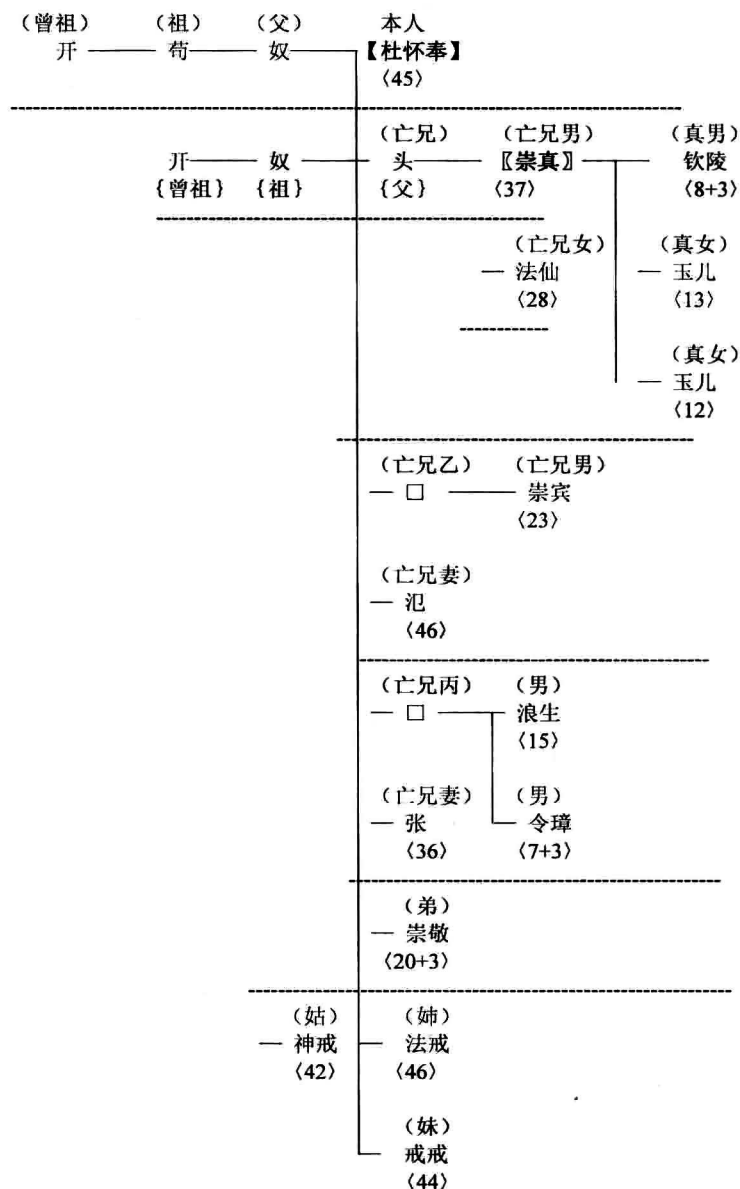 （曾祖） （祖） （父） 本人
开 苟 奴 【杜怀奉】
〈45〉
（亡兄） （亡兄男） （真男）
开 奴 头 〖崇真〗 钦陵
{曾祖} {祖} {父} 〈37〉 〈8+3〉
（亡兄女） （真女）
法仙 玉儿
〈28〉 〈13〉
（真女）
玉儿
〈12〉
（亡兄乙） （亡兄男）
□ 崇宾
〈23〉
（亡兄妻）
氾
〈46〉
（亡兄丙） （男）
□ 浪生
〈15〉
（亡兄妻） （男）
张 令璋
〈36〉 〈7+3〉
（弟）
崇敬
〈20+3〉
（姑） （姉）
神戒 法戒
〈42〉 〈46〉
（妹）
戒戒
〈44〉